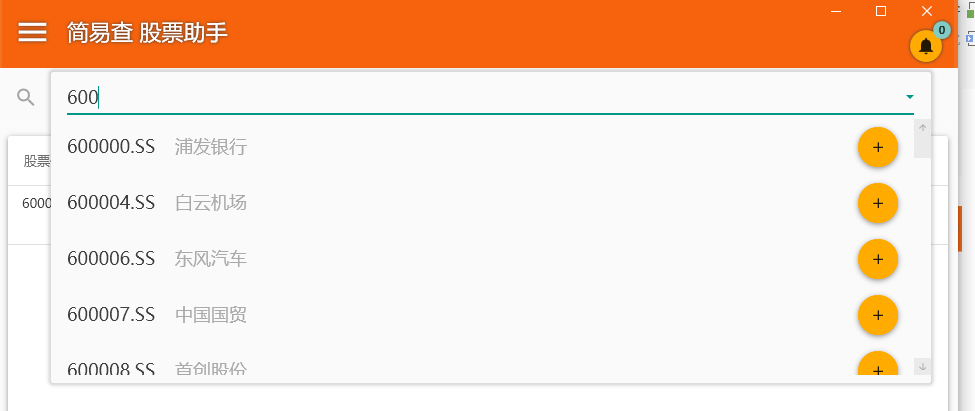 简易查 股票助手
0
600
股票
600000.SS 浦发银行
+
600004.SS 白云机场
+
6000
600006.SS 东风汽车
+
600007.SS 中国国贸
+
600008.SS 首创股份
+